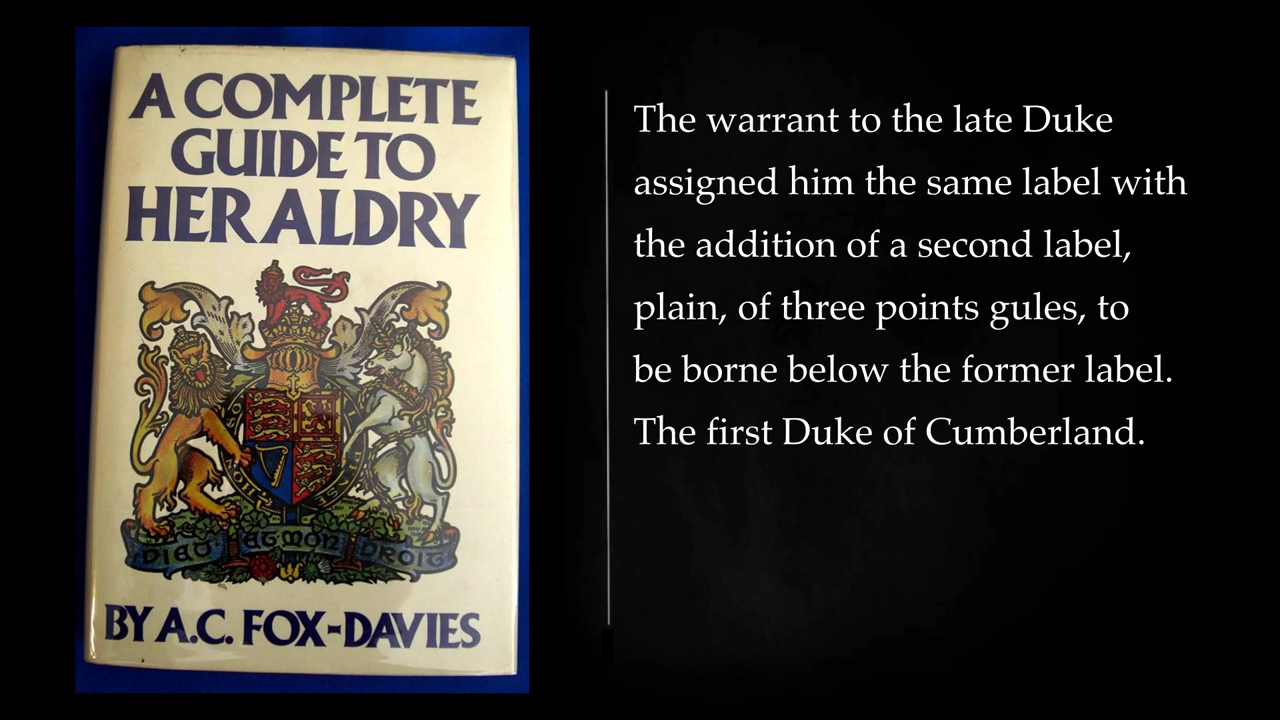 A COMPLETE
GUIDE TO
HERALDRY
DIEU ET MON DROIT
BY A.C. FOX-DAVIES
The warrant to the late Duke
assigned him the same label with
the addition of a second label,
plain, of three points gules, to
be borne below the former label.
The first Duke of Cumberland.